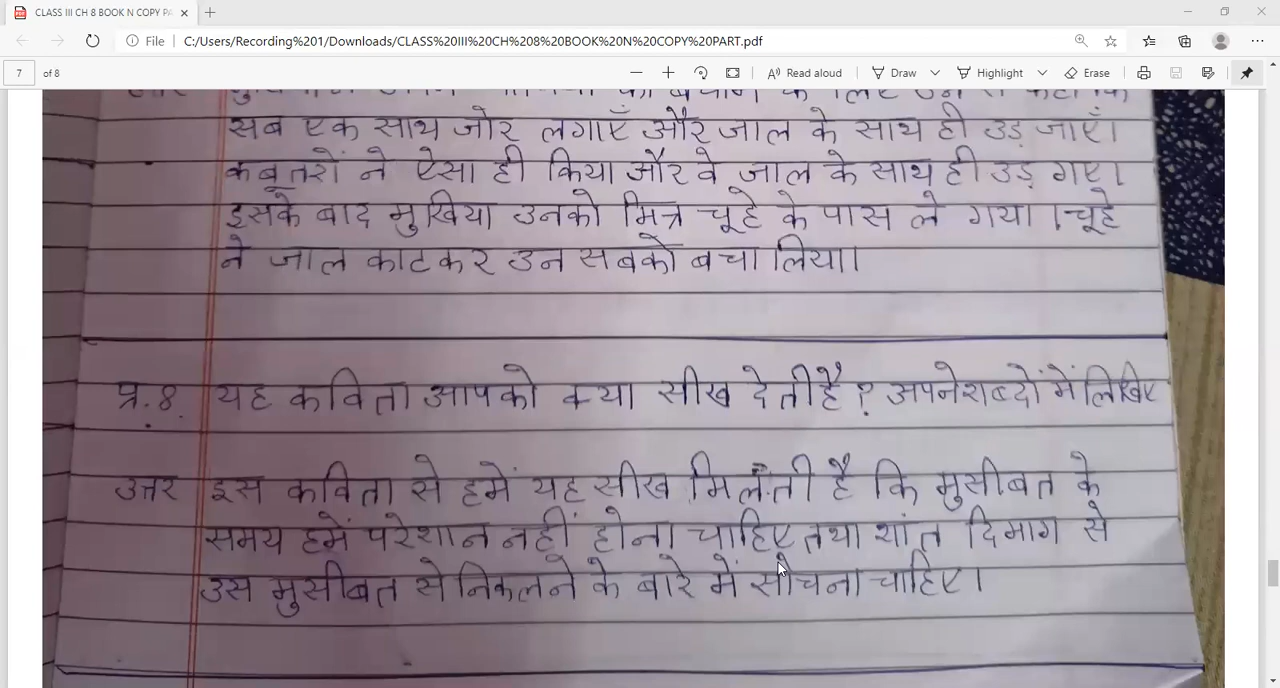 CLASS III CH 8 BOOK N COPY PA
File C:/Users/Recording%201/Downloads/CLASS%20III%20CH%208%20BOOK%20N%20COPY%20PART.pdf
7 of 8 Read aloud Draw Highlight Erase
सब एक साथ जोर लगाएँ और जाल के साथ ही उड़ जाएँ।
कबूतरों ने ऐसा ही किया और वे जाल के साथ ही उड़ गए।
इसके बाद मुखिया उनको मित्र चूहे के पास ले गया। चूहे
ने जाल काटकर उन सबको बचा लिया।
प्र.8. यह कविता आपको क्या सीख देती है? अपने शब्दों में लिखिए
उत्तर इस कविता से हमें यह सीख मिलती है कि मुसीबत के
समय हमें परेशान नहीं होना चाहिए तथा शांत दिमाग से
उस मुसीबत से निकलने के बारे में सोचना चाहिए।